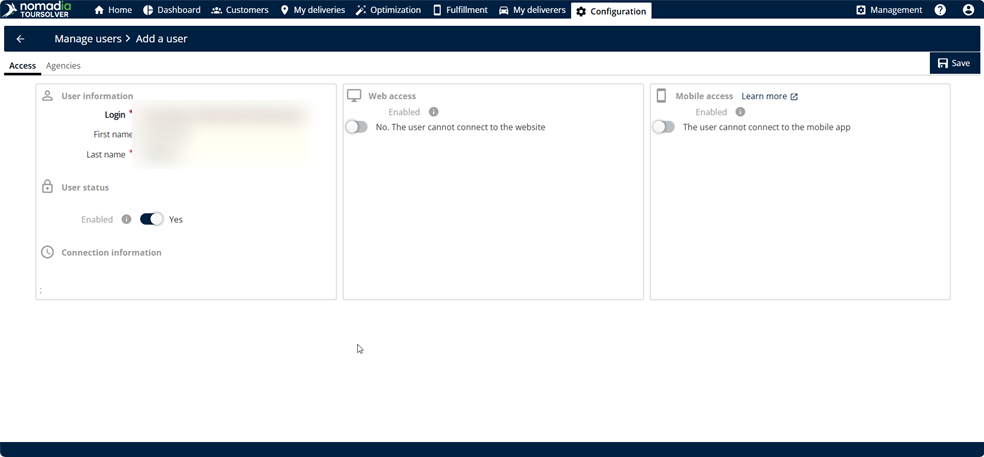 nomadia
TOURSOLVER
Home
Dashboard
Customers
My deliveries
Optimization
Fulfillment
My deliverers
Configuration
Management
?
Manage users > Add a user
Access
Agencies
Save
User information
Login *
First name
Last name *
User status
Enabled i Yes
Connection information
:
Web access
Enabled i
No. The user cannot connect to the website
Mobile access Learn more
Enabled i
The user cannot connect to the mobile app